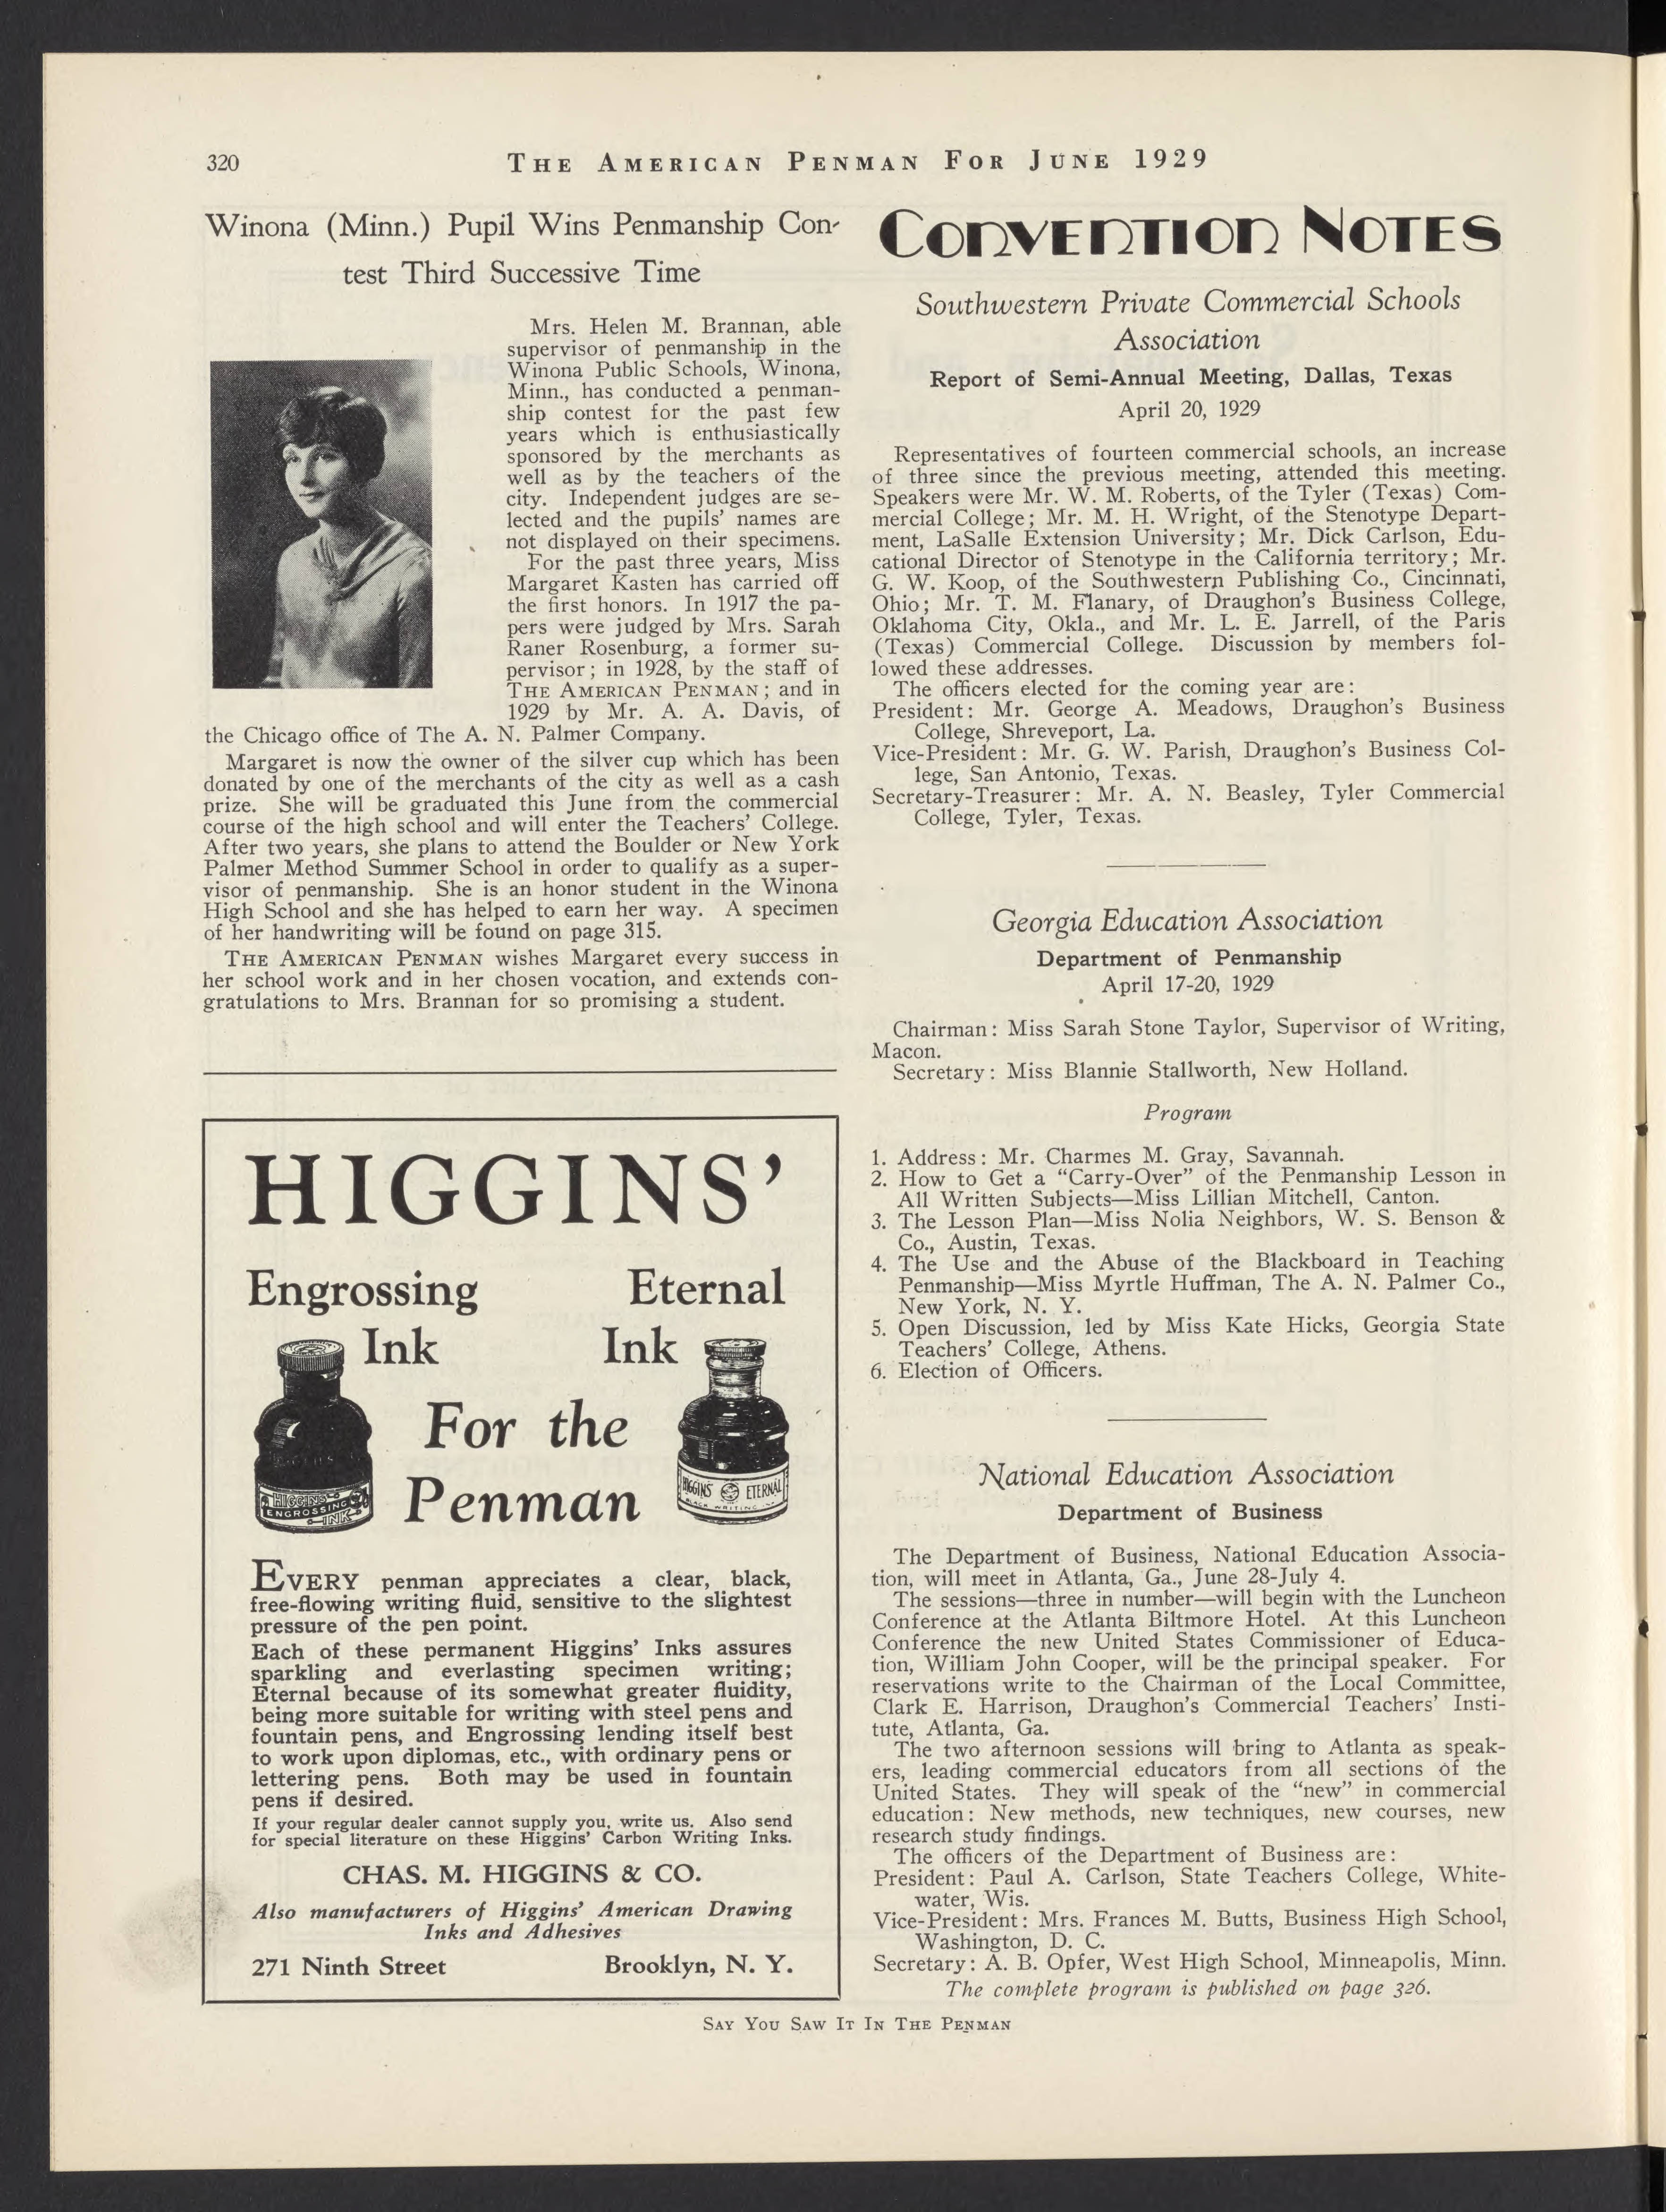 320
THE AMERICAN PENMAN FOR JUNE 1929
Winona (Minn.) Pupil Wins Penmanship Con-
test Third Successive Time
Mrs. Helen M. Brannan, able
supervisor of penmanship in the
Winona Public Schools, Winona,
Minn., has conducted a penman-
ship contest for the past few
years which is enthusiastically
sponsored by the merchants as
well as by the teachers of the
city. Independent judges are se-
lected and the pupils' names are
not displayed on their specimens.
For the past three years, Miss
Margaret Kasten has carried off
the first honors. In 1917 the pa-
pers were judged by Mrs. Sarah
Raner Rosenburg, a former su-
pervisor; in 1928, by the staff of
THE AMERICAN PENMAN; and in
1929 by Mr. A. A. Davis, of
the Chicago office of The A. N. Palmer Company.
Margaret is now the owner of the silver cup which has been
donated by one of the merchants of the city as well as a cash
prize. She will be graduated this June from the commercial
course of the high school and will enter the Teachers' College.
After two years, she plans to attend the Boulder or New York
Palmer Method Summer School in order to qualify as a super-
visor of penmanship. She is an honor student in the Winona
High School and she has helped to earn her way. A specimen
of her handwriting will be found on page 315.
THE AMERICAN PENMAN wishes Margaret every success in
her school work and in her chosen vocation, and extends con-
gratulations to Mrs. Brannan for so promising a student.
HIGGINS'
Engrossing Eternal
Ink Ink
For the
Penman
HIGGINS'
ENGROSSING
INK
HIGGINS' ETERNAL
BLACK WRITING INK
EVERY penman appreciates a clear, black,
free-flowing writing fluid, sensitive to the slightest
pressure of the pen point.
Each of these permanent Higgins' Inks assures
sparkling and everlasting specimen writing;
Eternal because of its somewhat greater fluidity,
being more suitable for writing with steel pens and
fountain pens, and Engrossing lending itself best
to work upon diplomas, etc., with ordinary pens or
lettering pens. Both may be used in fountain
pens if desired.
If your regular dealer cannot supply you, write us. Also send
for special literature on these Higgins' Carbon Writing Inks.
CHAS. M. HIGGINS & CO.
Also manufacturers of Higgins' American Drawing
Inks and Adhesives
271 Ninth Street Brooklyn, N. Y.
CONVENTION NOTES
Southwestern Private Commercial Schools
Association
Report of Semi-Annual Meeting, Dallas, Texas
April 20, 1929
Representatives of fourteen commercial schools, an increase
of three since the previous meeting, attended this meeting.
Speakers were Mr. W. M. Roberts, of the Tyler (Texas) Com-
mercial College; Mr. M. H. Wright, of the Stenotype Depart-
ment, LaSalle Extension University; Mr. Dick Carlson, Edu-
cational Director of Stenotype in the California territory; Mr.
G. W. Koop, of the Southwestern Publishing Co., Cincinnati,
Ohio; Mr. T. M. Flanary, of Draughon's Business College,
Oklahoma City, Okla., and Mr. L. E. Jarrell, of the Paris
(Texas) Commercial College. Discussion by members fol-
lowed these addresses.
The officers elected for the coming year are:
President: Mr. George A. Meadows, Draughon's Business
College, Shreveport, La.
Vice-President: Mr. G. W. Parish, Draughon's Business Col-
lege, San Antonio, Texas.
Secretary-Treasurer: Mr. A. N. Beasley, Tyler Commercial
College, Tyler, Texas.
Georgia Education Association
Department of Penmanship
April 17-20, 1929
Chairman: Miss Sarah Stone Taylor, Supervisor of Writing,
Macon.
Secretary: Miss Blannie Stallworth, New Holland.
Program
1. Address: Mr. Charmes M. Gray, Savannah.
2. How to Get a "Carry-Over" of the Penmanship Lesson in
All Written Subjects—Miss Lillian Mitchell, Canton.
3. The Lesson Plan—Miss Nolia Neighbors, W. S. Benson &
Co., Austin, Texas.
4. The Use and the Abuse of the Blackboard in Teaching
Penmanship—Miss Myrtle Huffman, The A. N. Palmer Co.,
New York, N. Y.
5. Open Discussion, led by Miss Kate Hicks, Georgia State
Teachers' College, Athens.
6. Election of Officers.
National Education Association
Department of Business
The Department of Business, National Education Associa-
tion, will meet in Atlanta, Ga., June 28-July 4.
The sessions—three in number—will begin with the Luncheon
Conference at the Atlanta Biltmore Hotel. At this Luncheon
Conference the new United States Commissioner of Educa-
tion, William John Cooper, will be the principal speaker. For
reservations write to the Chairman of the Local Committee,
Clark E. Harrison, Draughon's Commercial Teachers' Insti-
tute, Atlanta, Ga.
The two afternoon sessions will bring to Atlanta as speak-
ers, leading commercial educators from all sections of the
United States. They will speak of the "new" in commercial
education: New methods, new techniques, new courses, new
research study findings.
The officers of the Department of Business are:
President: Paul A. Carlson, State Teachers College, White-
water, Wis.
Vice-President: Mrs. Frances M. Butts, Business High School,
Washington, D. C.
Secretary: A. B. Opfer, West High School, Minneapolis, Minn.
The complete program is published on page 326.
SAY YOU SAW IT IN THE PENMAN